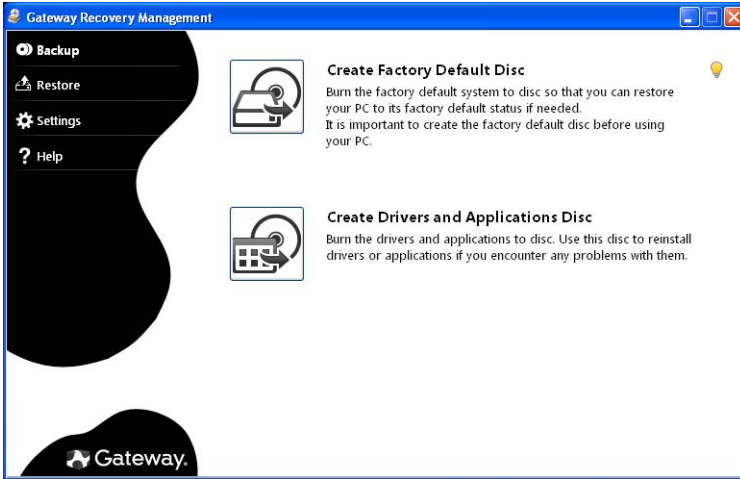 Gateway Recovery Management
Backup
Restore
Settings
? Help
Create Factory Default Disc
Burn the factory default system to disc so that you can restore
your PC to its factory default status if needed.
It is important to create the factory default disc before using
your PC.
Create Drivers and Applications Disc
Burn the drivers and applications to disc. Use this disc to reinstall
drivers or applications if you encounter any problems with them.
Gateway.